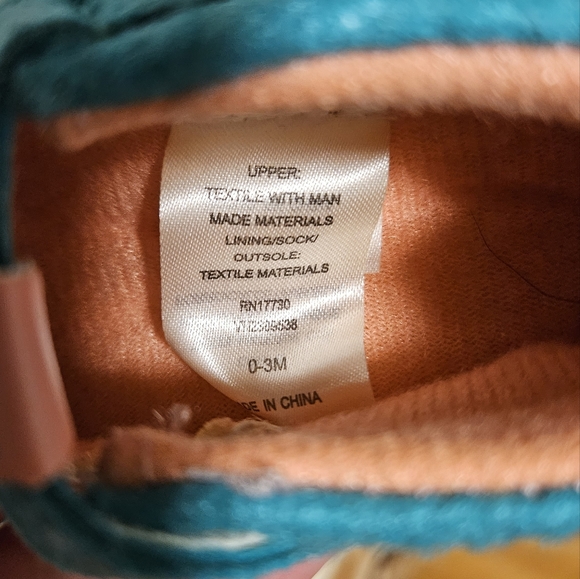 UPPER:
TEXTILE WITH MAN
MADE MATERIALS
LINING/SOCK/
OUTSOLE:
TEXTILE MATERIALS
RN17730
0-3M
DE IN CHINA